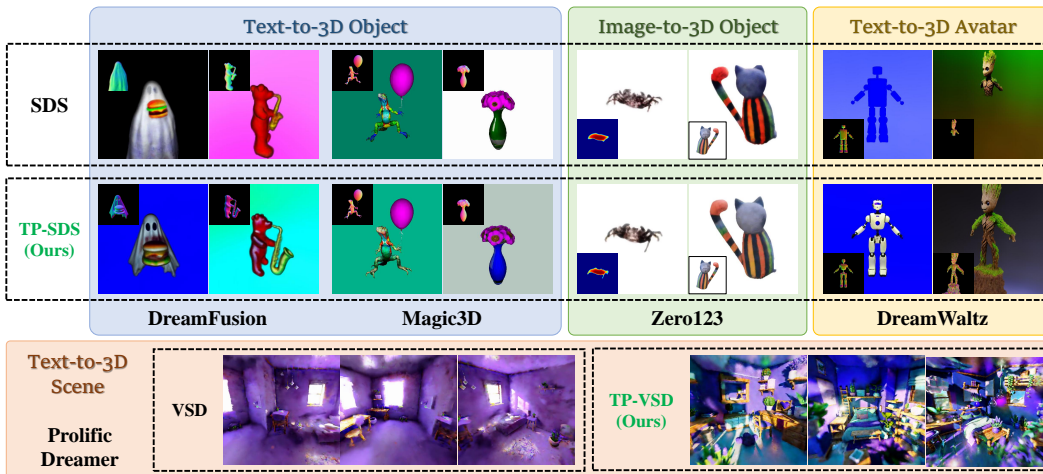 Text-to-3D Object
Image-to-3D Object
Text-to-3D Avatar
SDS
TP-SDS
(Ours)
DreamFusion
Magic3D
Zero123
DreamWaltz
Text-to-3D
Scene
Prolific
Dreamer
VSD
TP-VSD
(Ours)